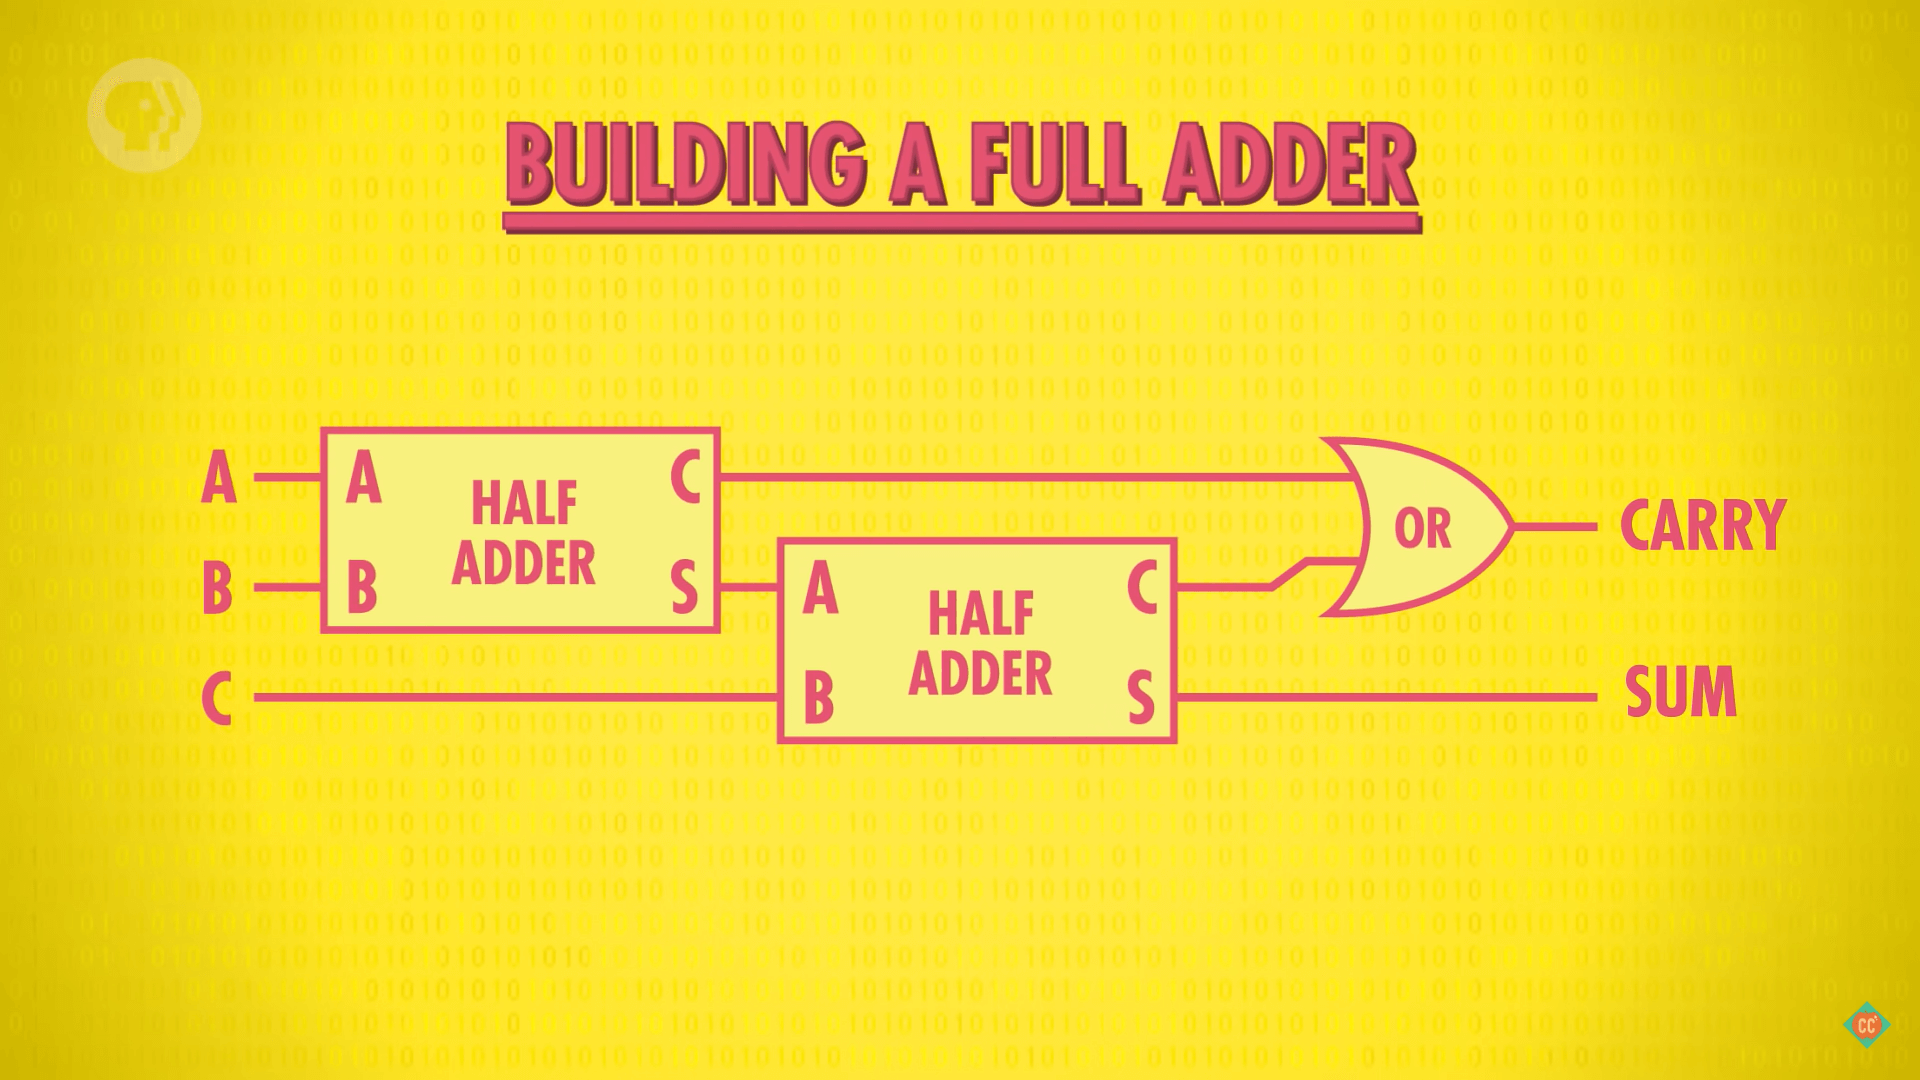 BUILDING A FULL ADDER
A
A
HALF
ADDER
C
B
B
S
C
A
HALF
ADDER
C
B
S
OR
CARRY
SUM
CC